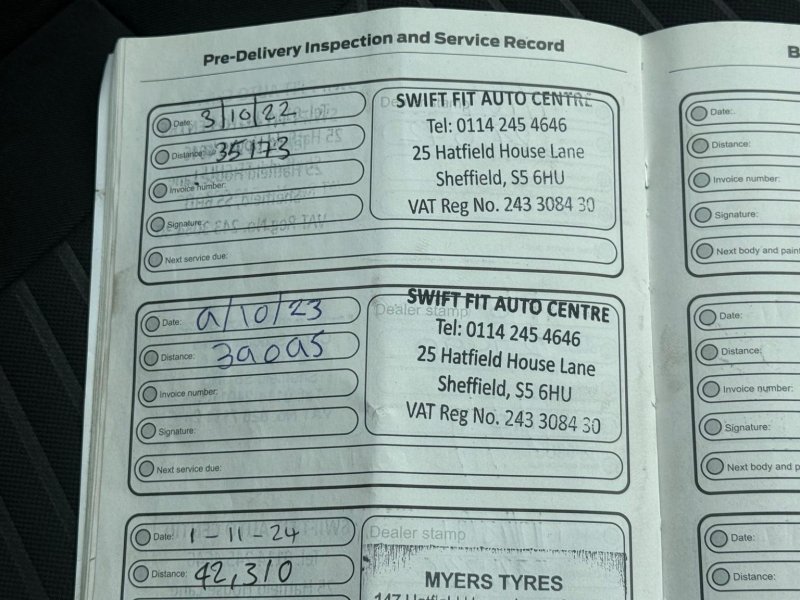 Pre-Delivery Inspection and Service Record
Date: 3/10/22
Distance: 35173
Invoice number:
Signature:
Next service due:
SWIFT FIT AUTO CENTRE
Tel: 0114 245 4646
25 Hatfield House Lane
Sheffield, S5 6HU
VAT Reg No. 243 3084 30
Date: 9/10/23
Distance: 39095
Invoice number:
Signature:
Next service due:
Dealer stamp
SWIFT FIT AUTO CENTRE
Tel: 0114 245 4646
25 Hatfield House Lane
Sheffield, S5 6HU
VAT Reg No. 243 3084 30
Date: 1-11-24
Distance: 42,310
Dealer stamp
MYERS TYRES
B
Date:
Distance:
Invoice number:
Signature:
Next body and paint
Date:
Distance:
Invoice number:
Signature:
Next body and p
Date:
Distance: